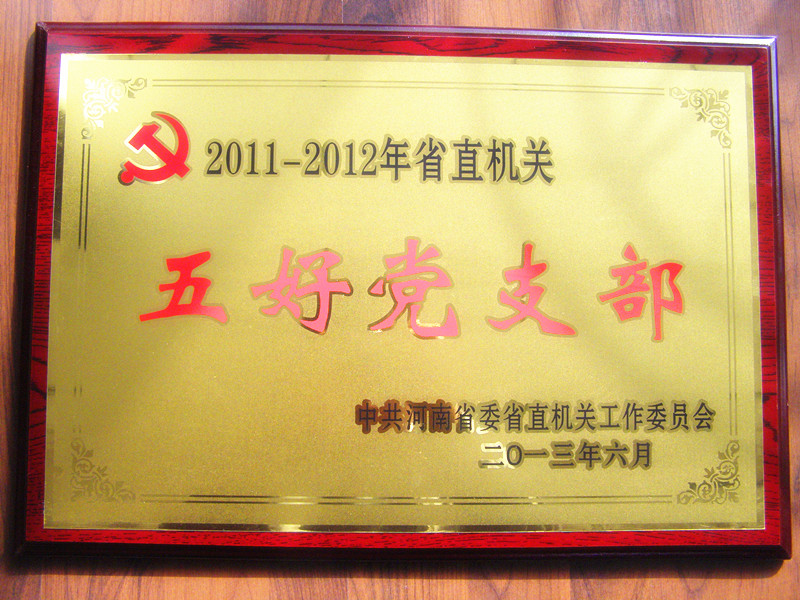 2011-2012年省直机关
五好党支部
中共河南省委省直机关工作委员会
二〇一三年六月